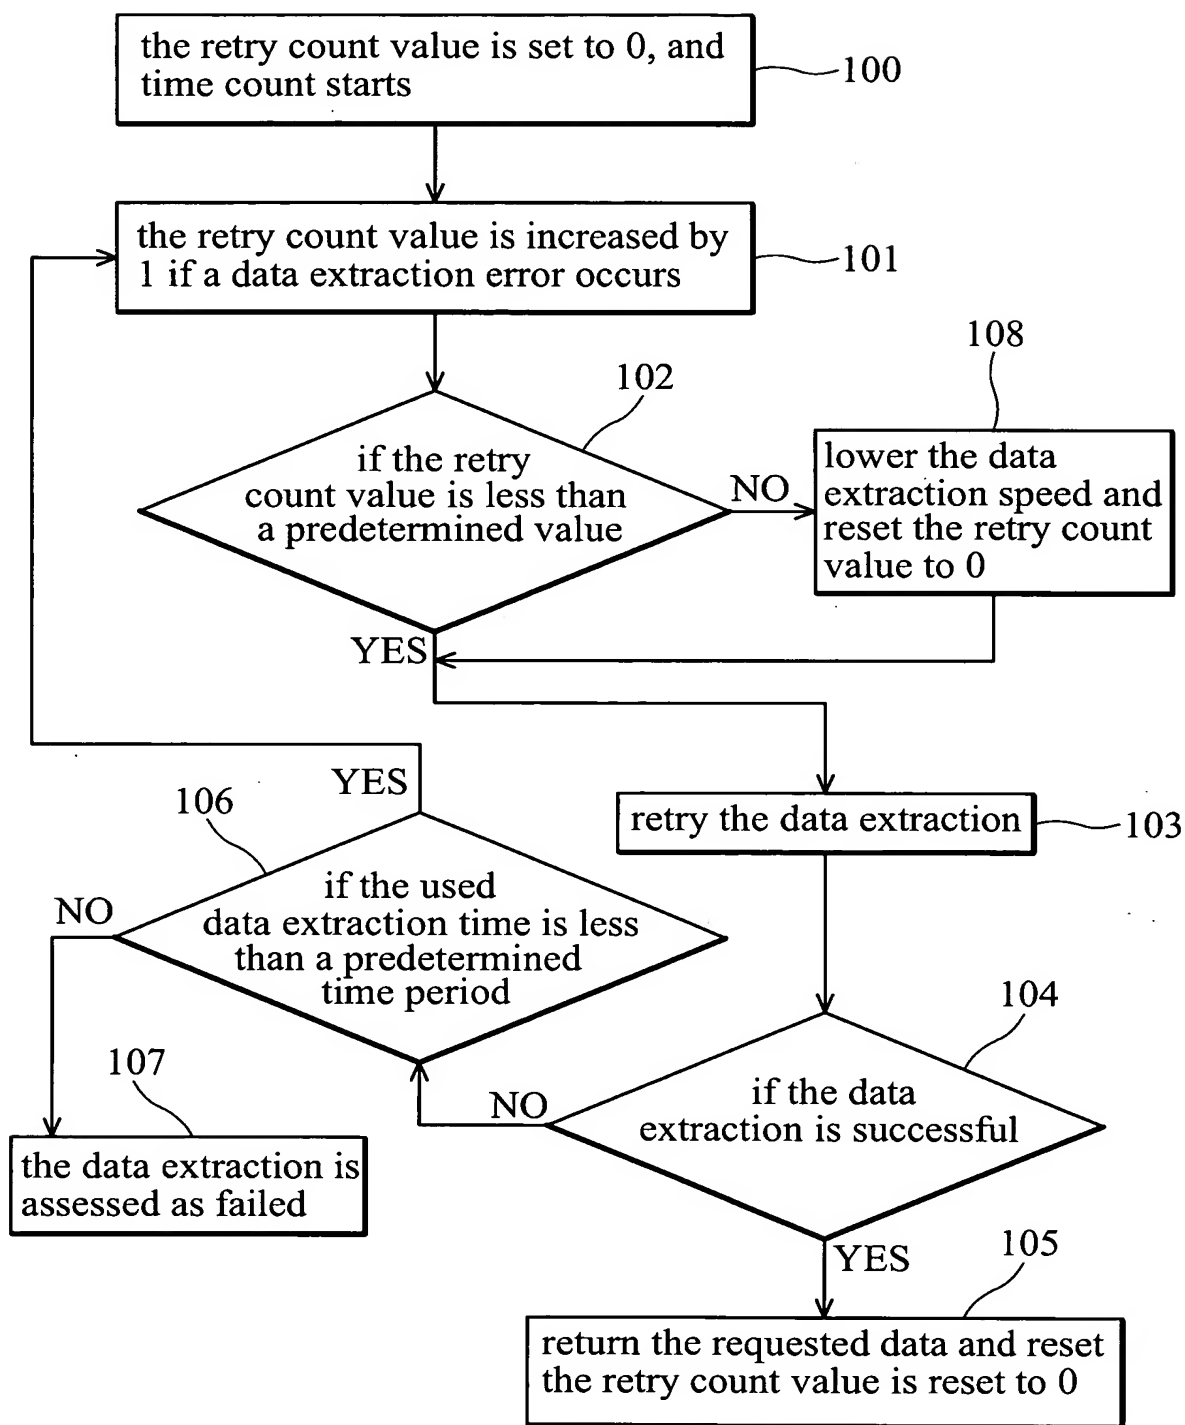 the retry count value is set to 0, and
time count starts
100
the retry count value is increased by
1 if a data extraction error occurs
101
102
if the retry
count value is less than
a predetermined value
NO
108
lower the data
extraction speed and
reset the retry count
value to 0
YES
YES
106
retry the data extraction
103
if the used
data extraction time is less
than a predetermined
time period
NO
104
107
if the data
extraction is successful
NO
the data extraction is
assessed as failed
YES
105
return the requested data and reset
the retry count value is reset to 0